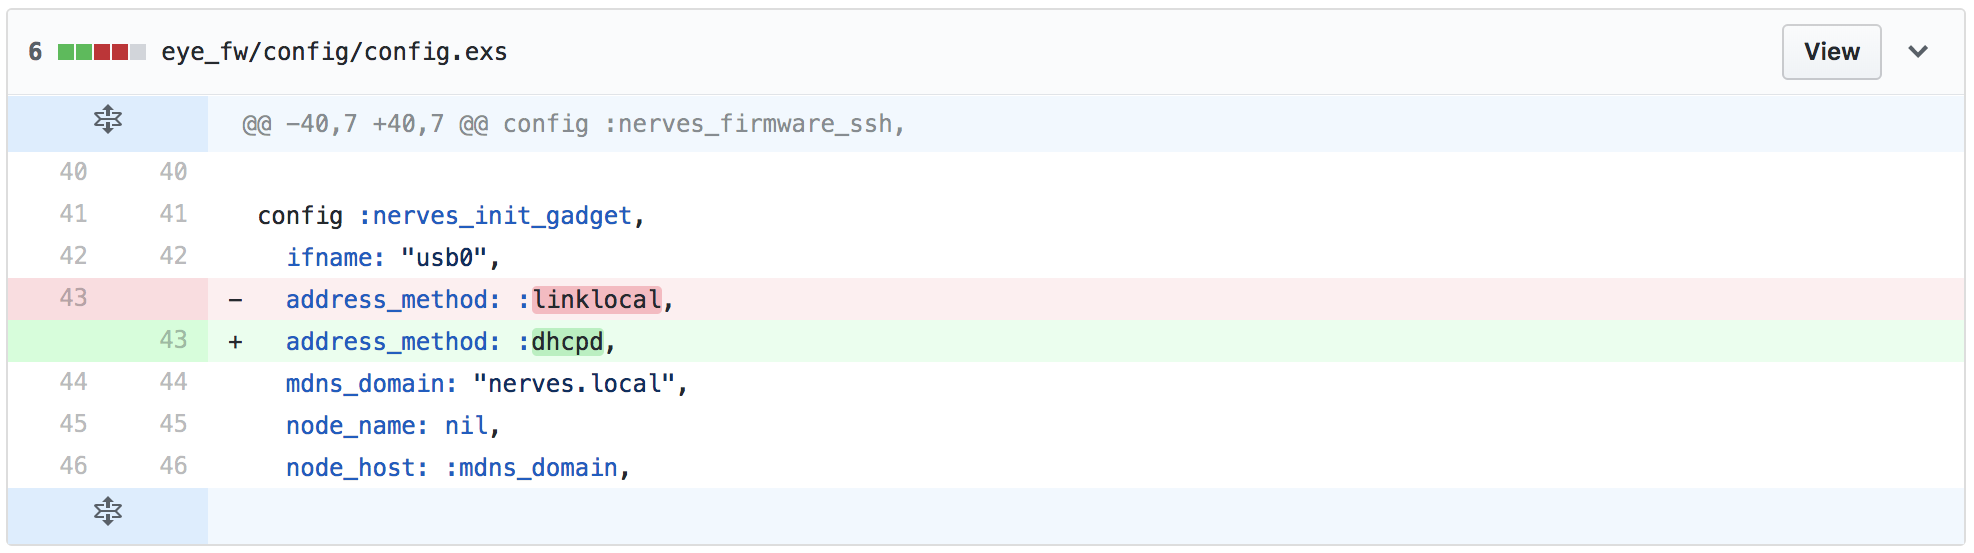 6 eye_fw/config/config.exs View
@@ -40,7 +40,7 @@ config :nerves_firmware_ssh,
40 40
41 41 config :nerves_init_gadget,
42 42 ifname: "usb0",
43 - address_method: :linklocal,
43 + address_method: :dhcpd,
44 44 mdns_domain: "nerves.local",
45 45 node_name: nil,
46 46 node_host: :mdns_domain,